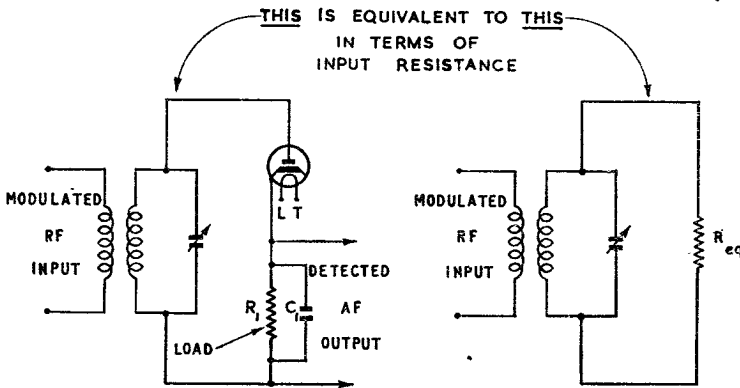 THIS IS EQUIVALENT TO THIS
IN TERMS OF
INPUT RESISTANCE
MODULATED
RF
INPUT
L T
DETECTED
AF
OUTPUT
R1
C1
LOAD
MODULATED
RF
INPUT
Req